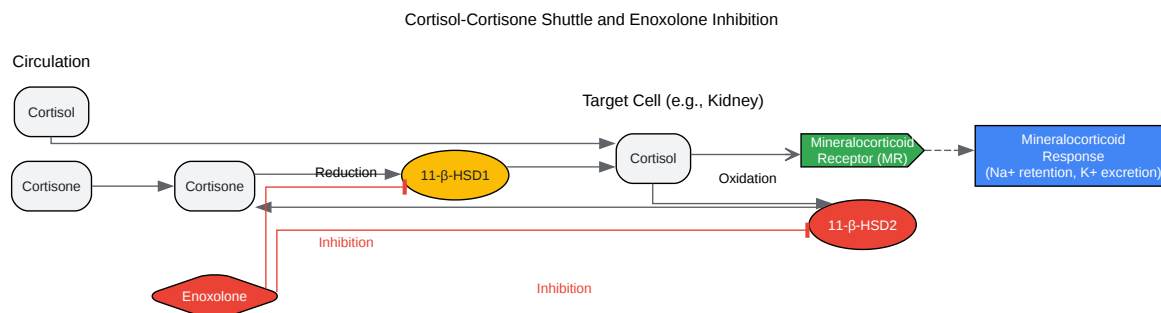 Cortisol-Cortisone Shuttle and Enoxolone Inhibition
Circulation
Cortisol
Target Cell (e.g., Kidney)
Mineralocorticoid
Receptor (MR)
Mineralocorticoid
Response
(Na+ retention, K+ excretion)
Cortisol
Cortisone
Cortisone
Reduction
11-β-HSD1
Oxidation
11-β-HSD2
Inhibition
Enoxolone
Inhibition